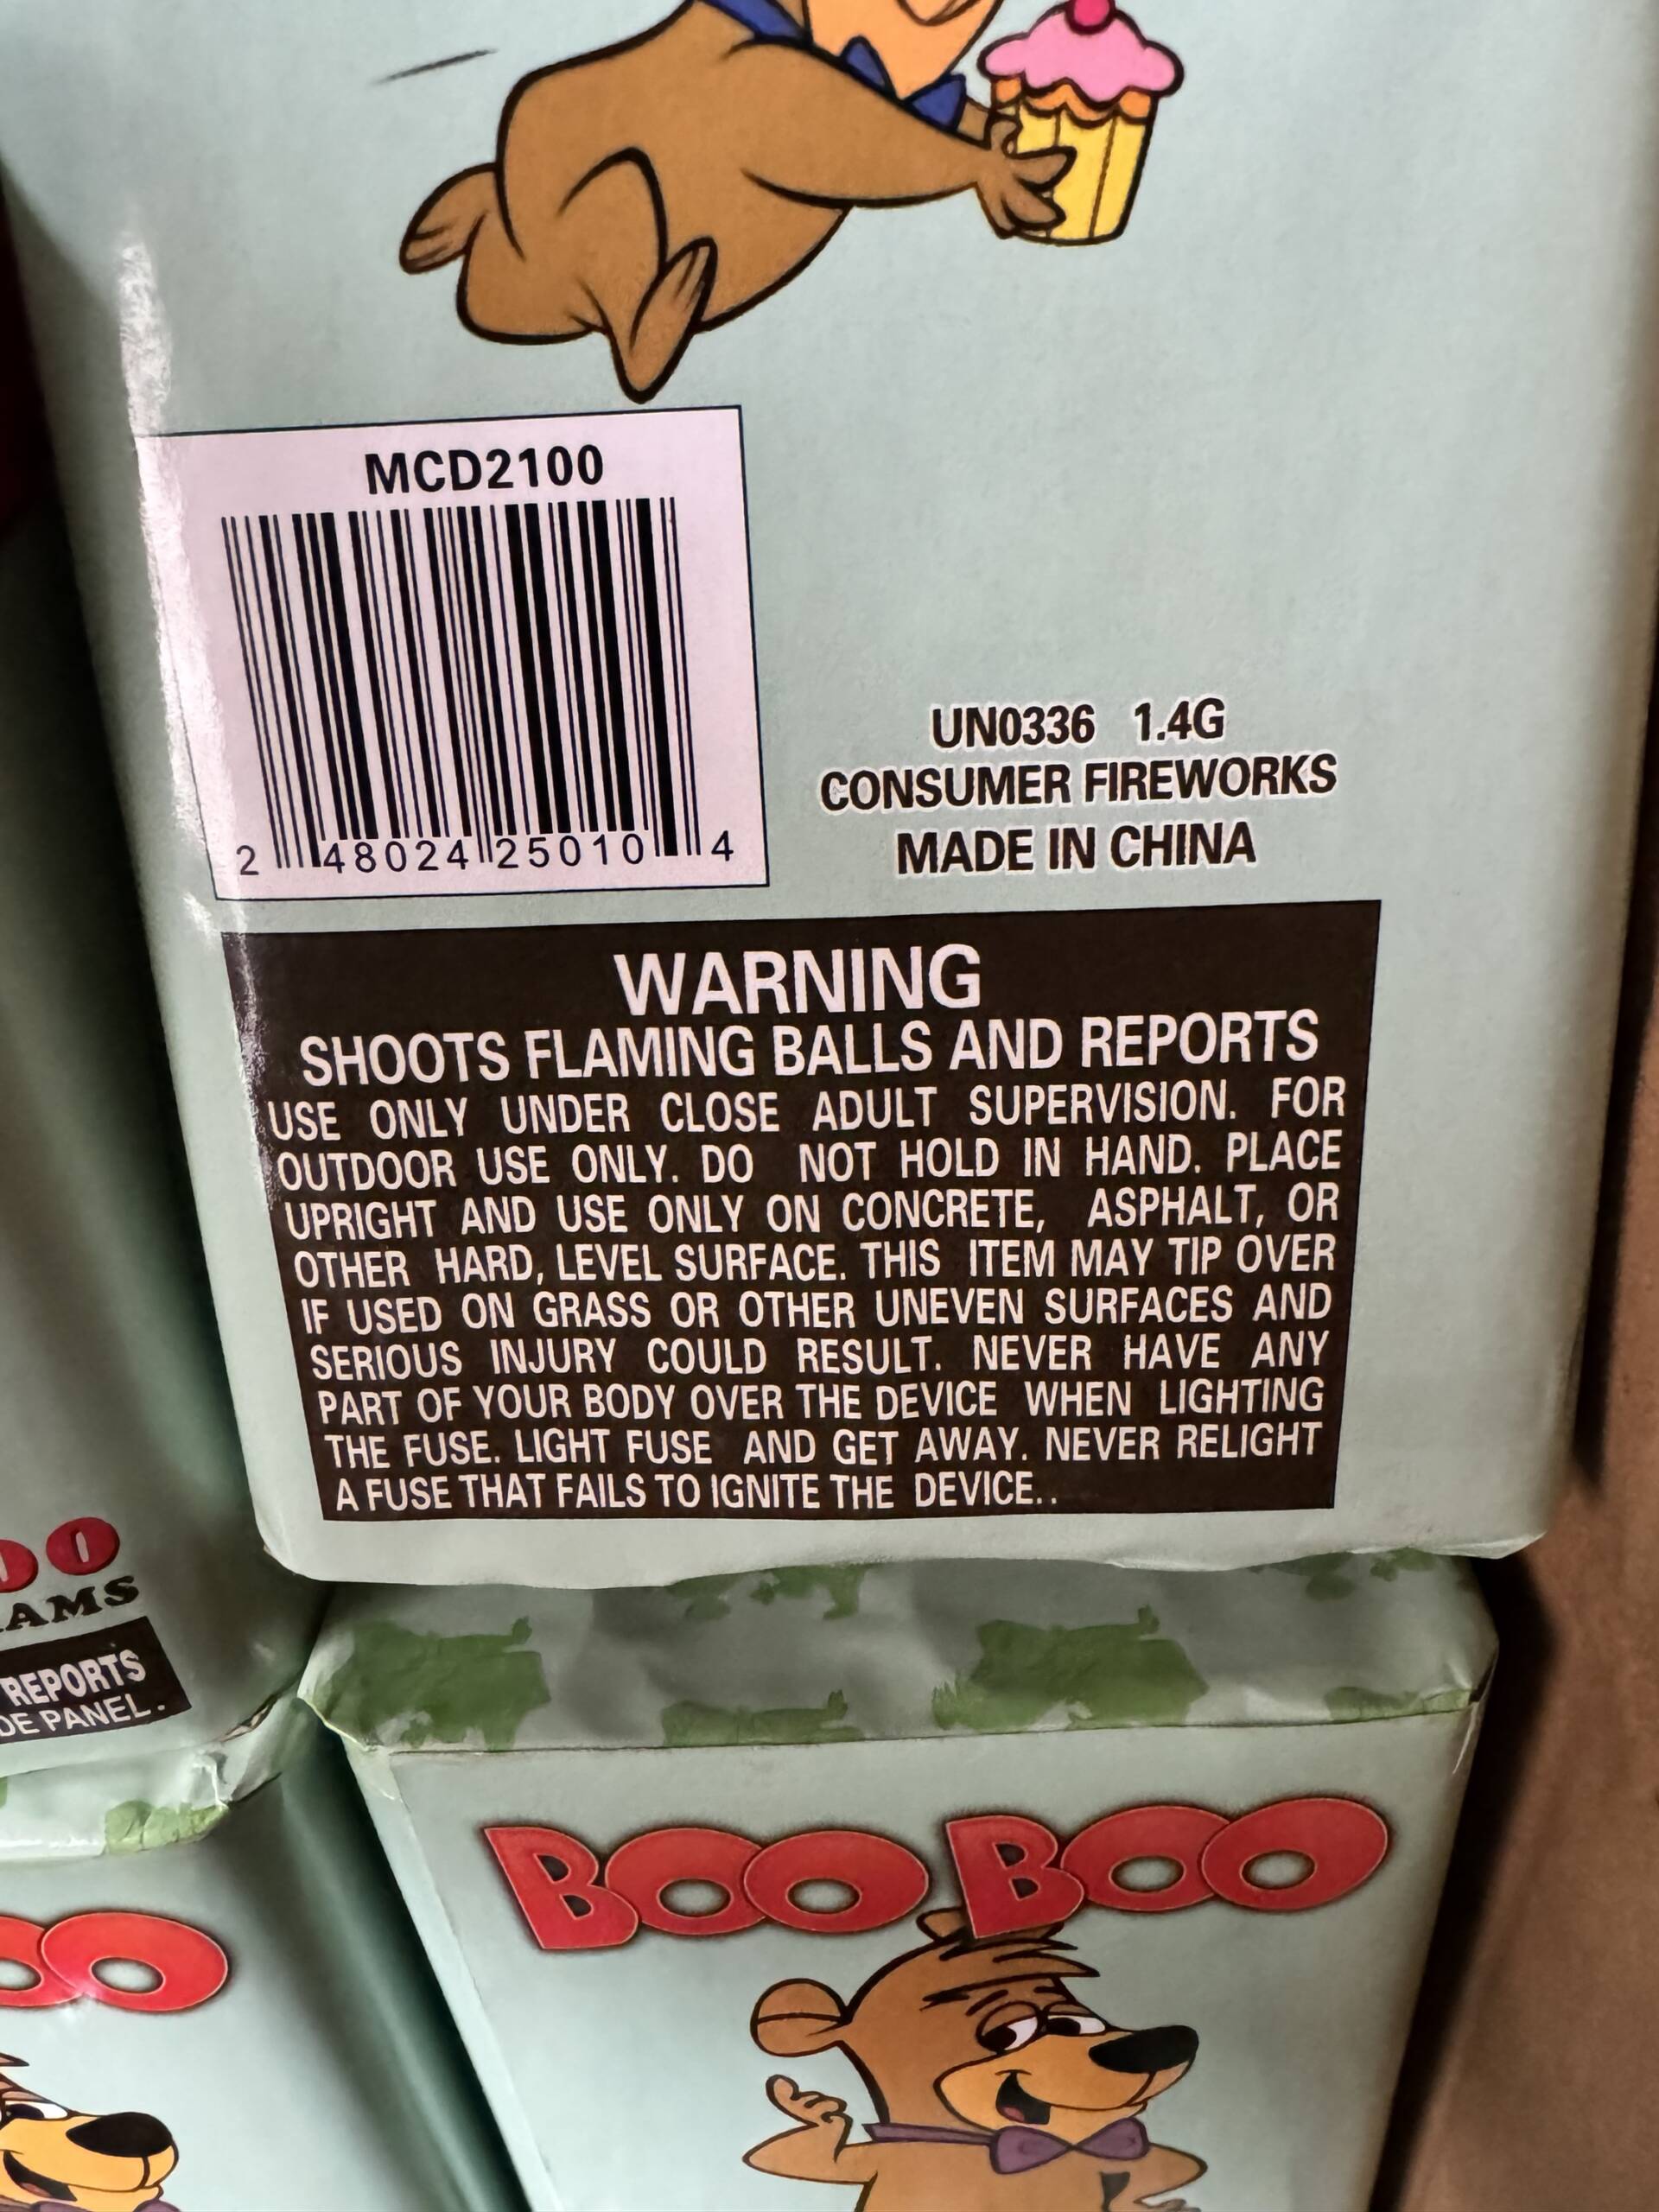 MCD2100
2 48024 25010 4
UN0336 1.4G
CONSUMER FIREWORKS
MADE IN CHINA
WARNING
SHOOTS FLAMING BALLS AND REPORTS
USE ONLY UNDER CLOSE ADULT SUPERVISION. FOR
OUTDOOR USE ONLY. DO NOT HOLD IN HAND. PLACE
UPRIGHT AND USE ONLY ON CONCRETE, ASPHALT, OR
OTHER HARD, LEVEL SURFACE. THIS ITEM MAY TIP OVER
IF USED ON GRASS OR OTHER UNEVEN SURFACES AND
SERIOUS INJURY COULD RESULT. NEVER HAVE ANY
PART OF YOUR BODY OVER THE DEVICE WHEN LIGHTING
THE FUSE. LIGHT FUSE AND GET AWAY. NEVER RELIGHT
A FUSE THAT FAILS TO IGNITE THE DEVICE..
REPORTS
PANEL.
BOO BOO